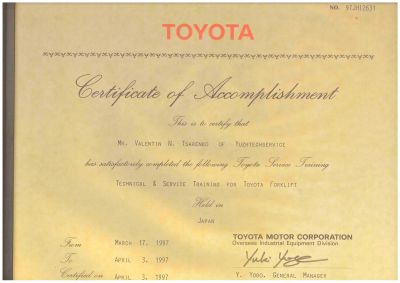 NO. 97JH12631
TOYOTA
Certificate of Accomplishment
This is to certify that
Mr. Valentin N. Tsarenko of Yuchtechservice
has satisfactorily completed the following Toyota Service Training
Technical & Service Training for Toyota Forklift
Held in
Japan
TOYOTA MOTOR CORPORATION
Overseas Industrial Equipment Division
From March 17, 1997
To April 3, 1997
Certified on April 3, 1997
Y. Yogo, General Manager